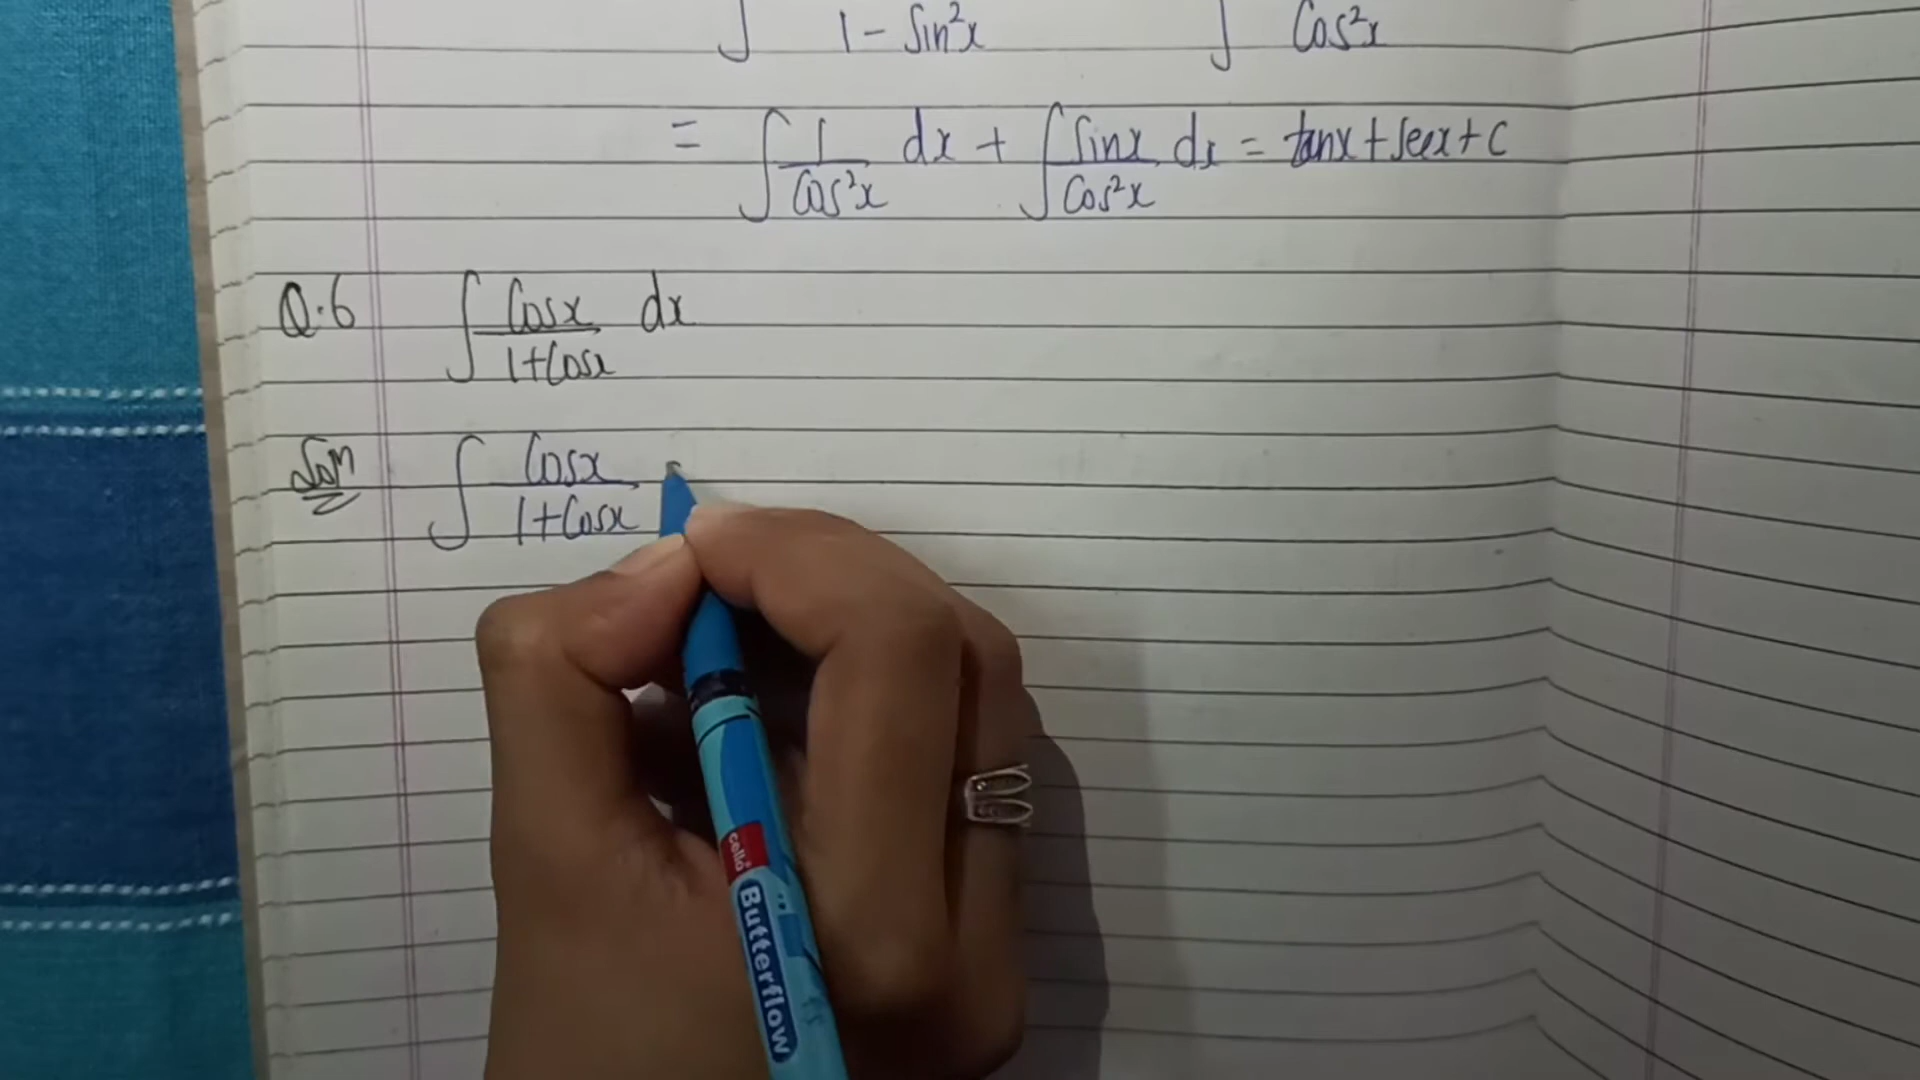 ∫ 1 - Sin²x ∫ Cos²x
= ∫ 1/Cos²x dx + ∫ Sinx/Cos²x dx = tanx + Secx + C
Q.6 ∫ Cosx/1+Cosx dx
Soln ∫ Cosx/1+Cosx
cello
Butterflow